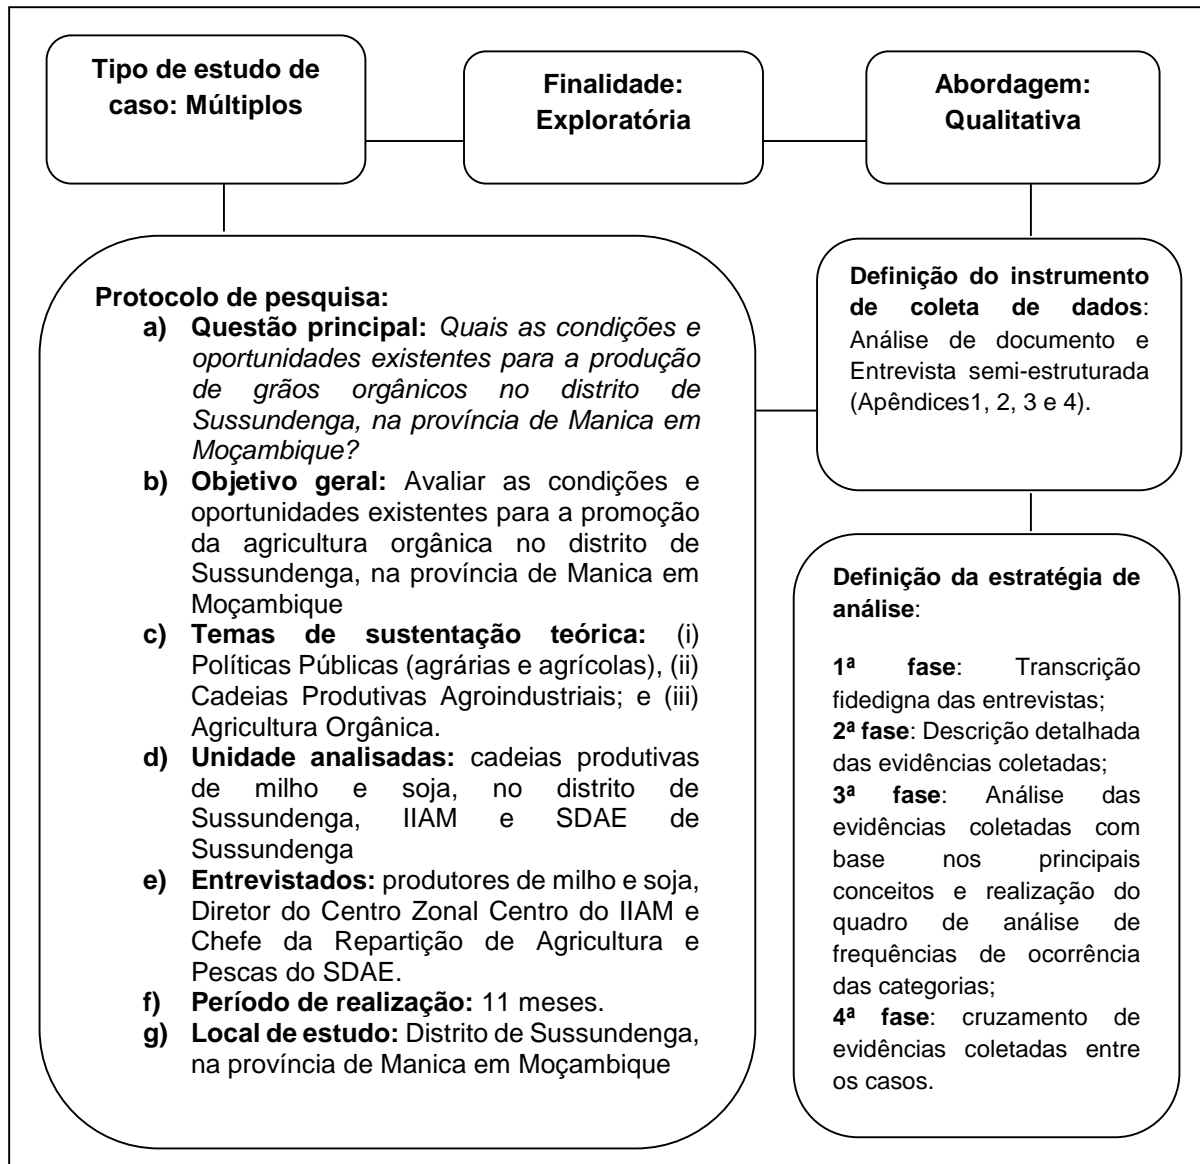 Tipo de estudo de
caso: Múltiplos
Finalidade:
Exploratória
Abordagem:
Qualitativa
Protocolo de pesquisa:
a) Questão principal: Quais as condições e
oportunidades existentes para a produção
de grãos orgânicos no distrito de
Sussundenga, na província de Manica em
Moçambique?
b) Objetivo geral: Avaliar as condições e
oportunidades existentes para a promoção
da agricultura orgânica no distrito de
Sussundenga, na província de Manica em
Moçambique
c) Temas de sustentação teórica: (i)
Políticas Públicas (agrárias e agrícolas), (ii)
Cadeias Produtivas Agroindustriais; e (iii)
Agricultura Orgânica.
d) Unidade analisadas: cadeias produtivas
de milho e soja, no distrito de
Sussundenga, IIAM e SDAE de
Sussundenga
e) Entrevistados: produtores de milho e soja,
Diretor do Centro Zonal Centro do IIAM e
Chefe da Repartição de Agricultura e
Pescas do SDAE.
f) Período de realização: 11 meses.
g) Local de estudo: Distrito de Sussundenga,
na província de Manica em Moçambique
Definição do instrumento
de coleta de dados:
Análise de documento e
Entrevista semi-estruturada
(Apêndices1, 2, 3 e 4).
Definição da estratégia de
análise:
1ª fase: Transcrição
fidedigna das entrevistas;
2ª fase: Descrição detalhada
das evidências coletadas;
3ª fase: Análise das
evidências coletadas com
base nos principais
conceitos e realização do
quadro de análise de
frequências de ocorrência
das categorias;
4ª fase: cruzamento de
evidências coletadas entre
os casos.